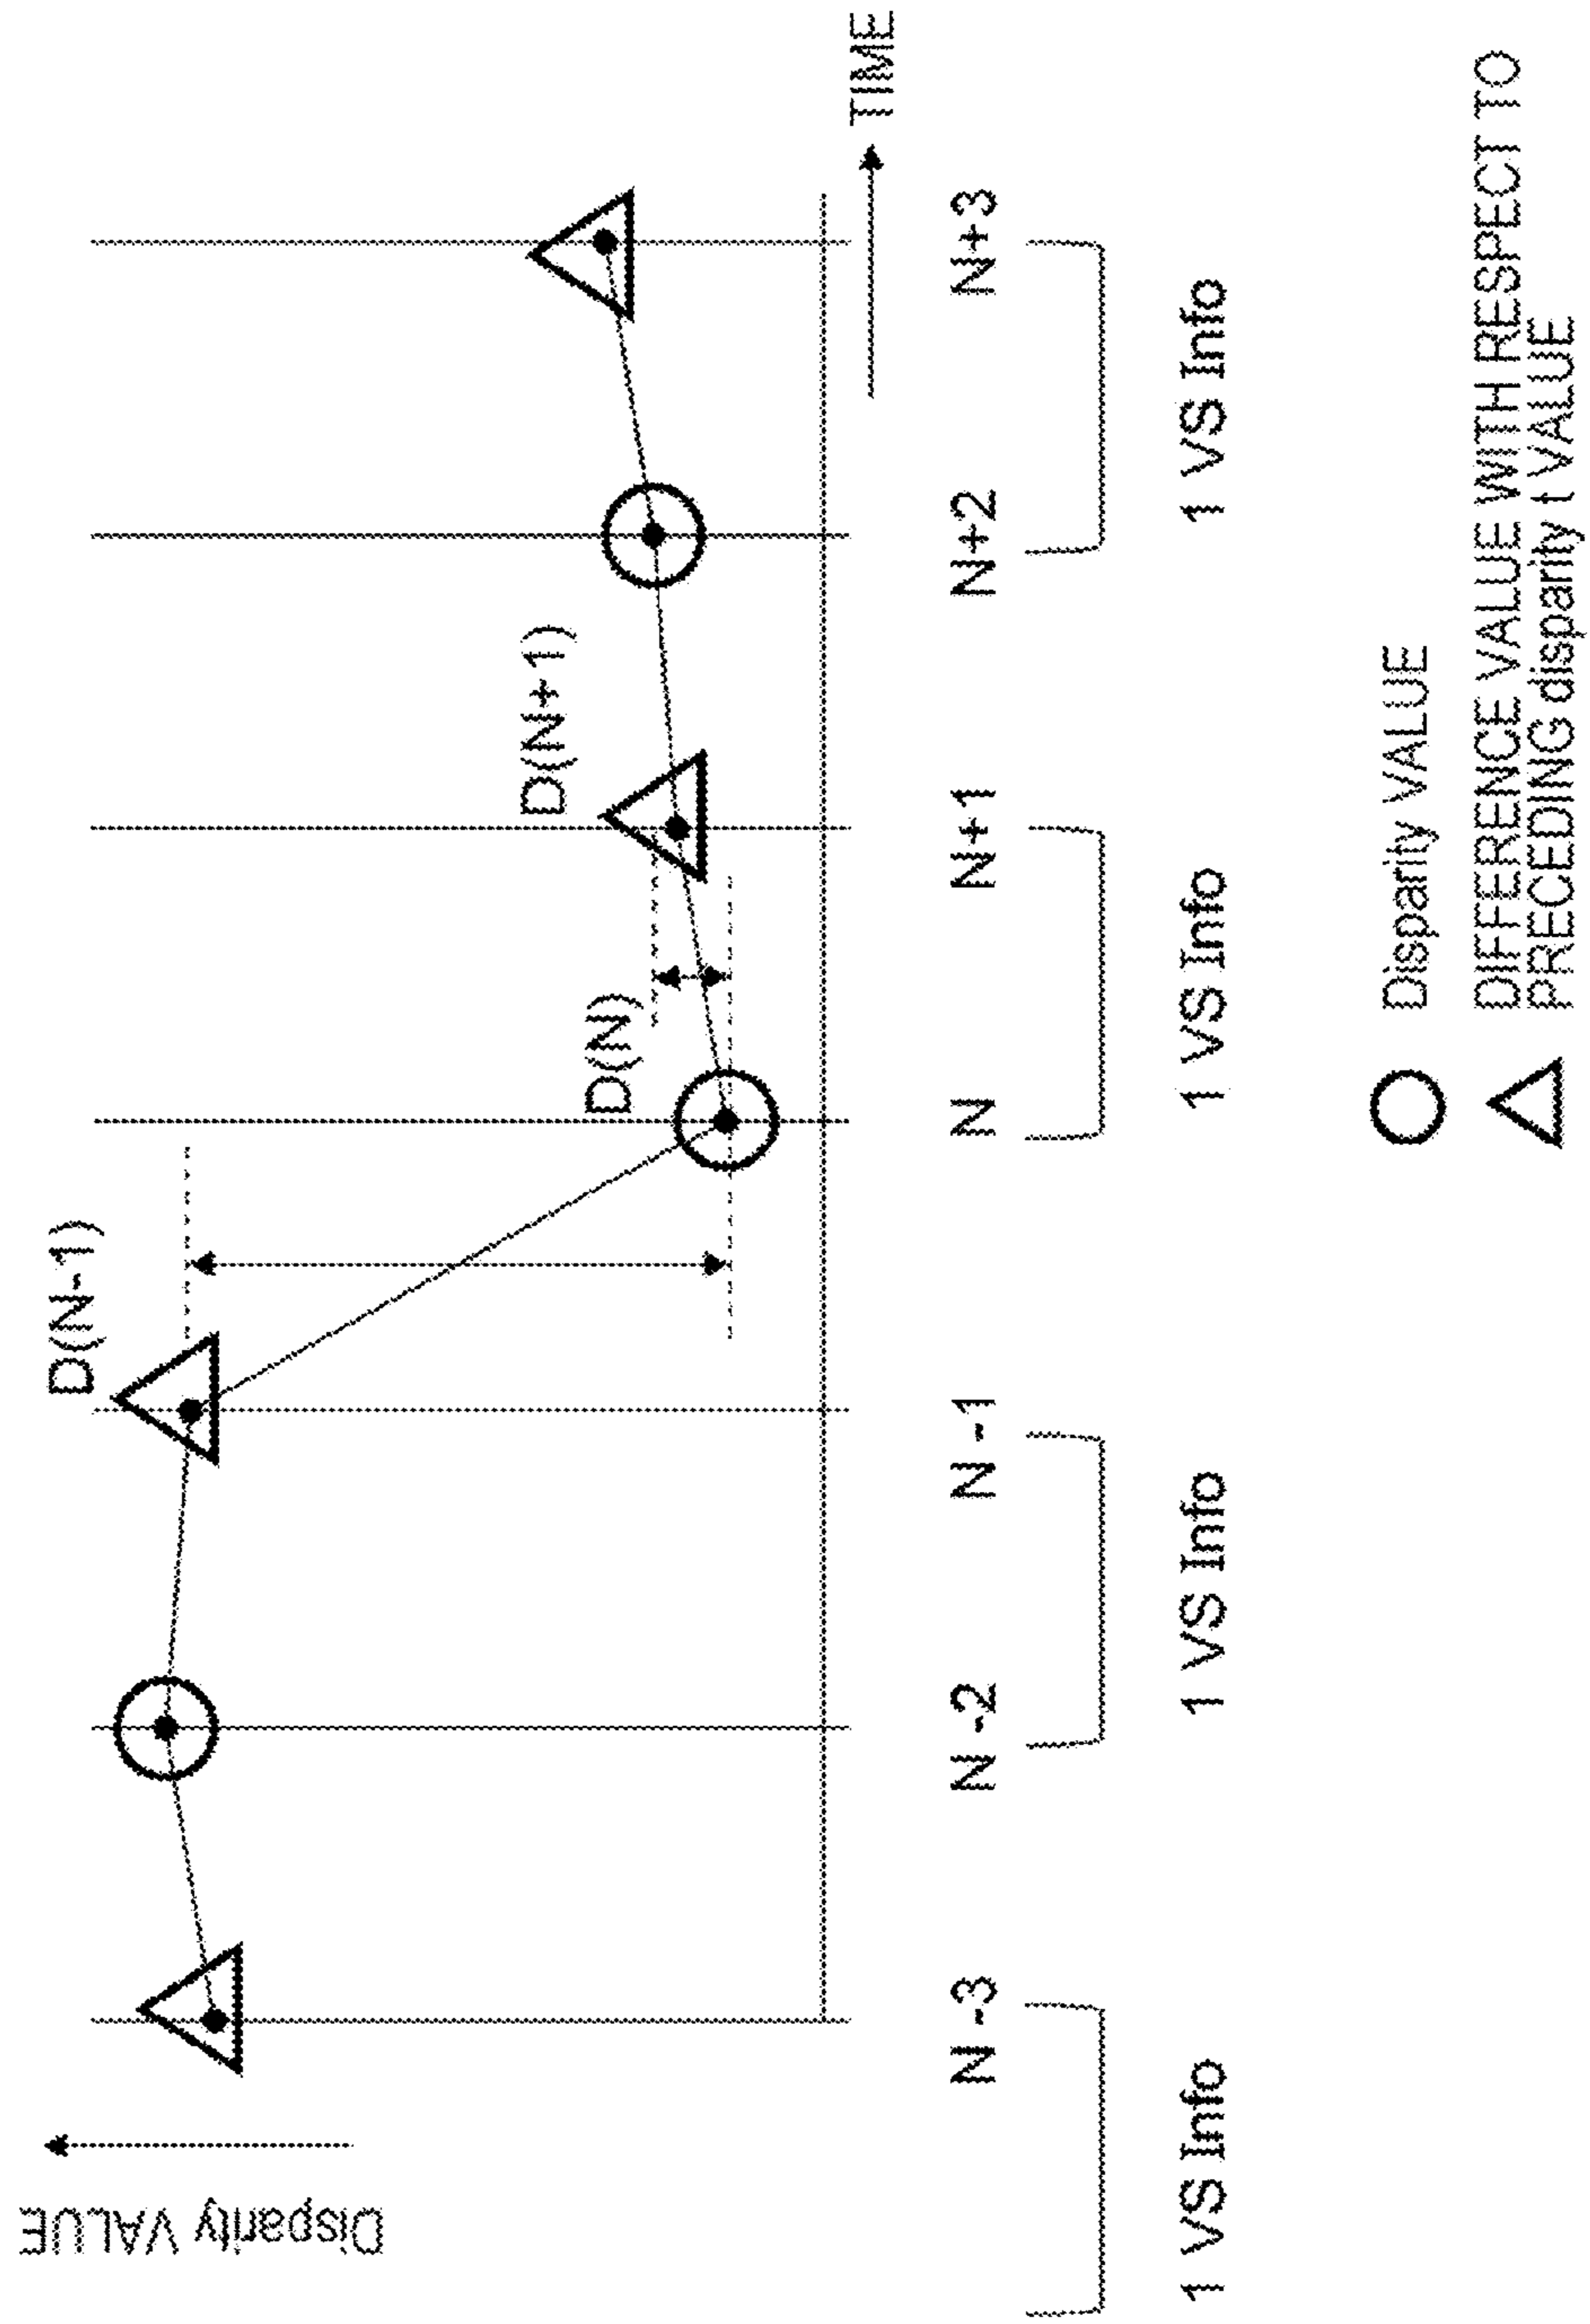 Disparity VALUE
D(N-1)
D(N)
D(N+1)
TIME
N -3
N -2
N -1
N
N+1
N+2
N+3
1 VS Info
1 VS Info
1 VS Info
1 VS Info
Disparity VALUE
DIFFERENCE VALUE WITH RESPECT TO
PRECEDING disparity t VALUE